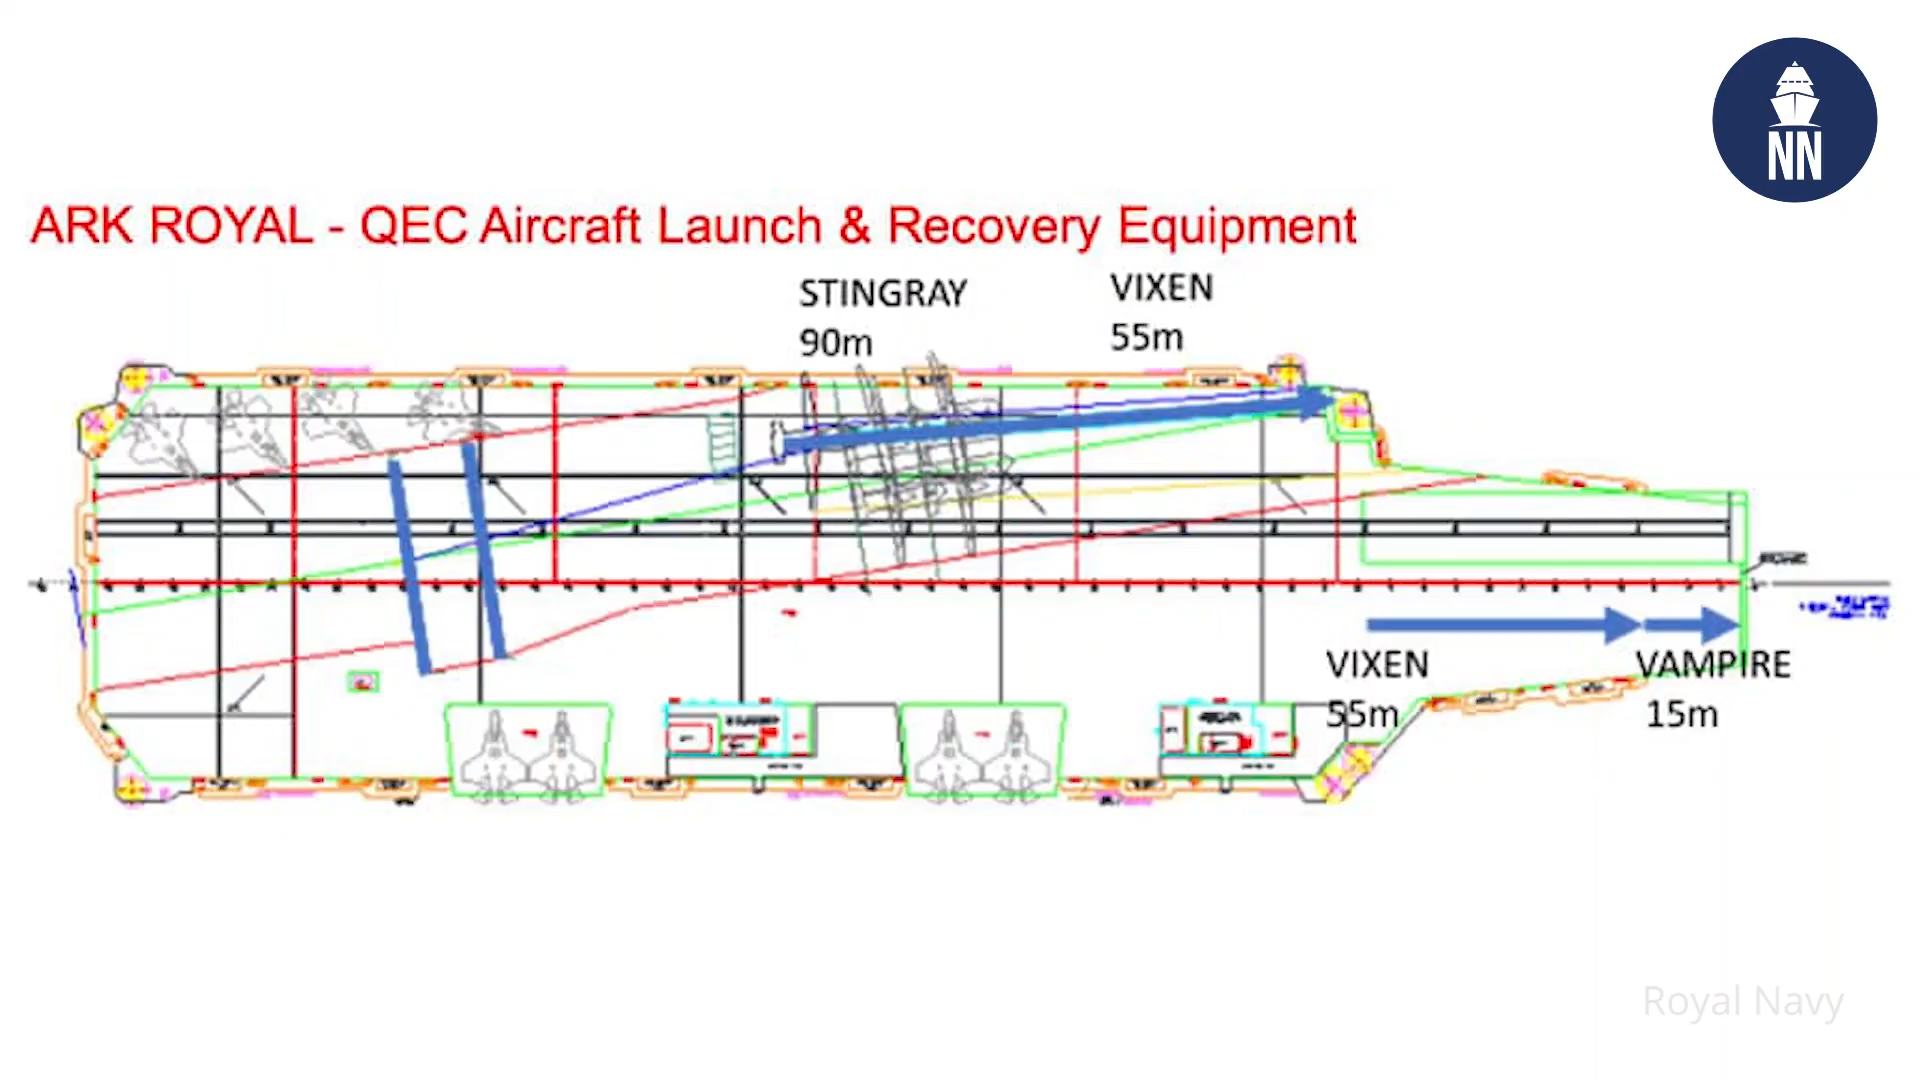 NN
ARK ROYAL - QEC Aircraft Launch & Recovery Equipment
STINGRAY
90m
VIXEN
55m
VIXEN
55m
VAMPIRE
15m
Royal Navy